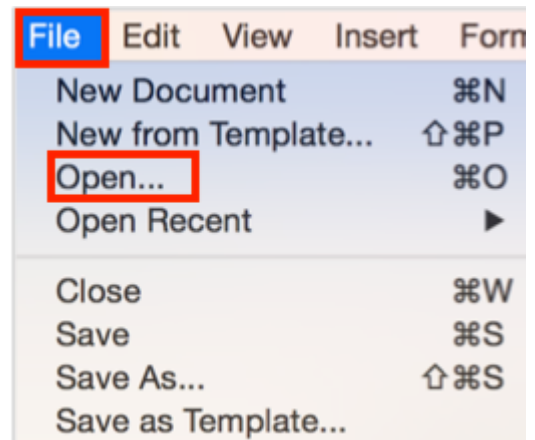 File Edit View Insert Form
New Document ⌘N
New from Template... ⇧⌘P
Open... ⌘O
Open Recent ▶
Close ⌘W
Save ⌘S
Save As... ⇧⌘S
Save as Template...